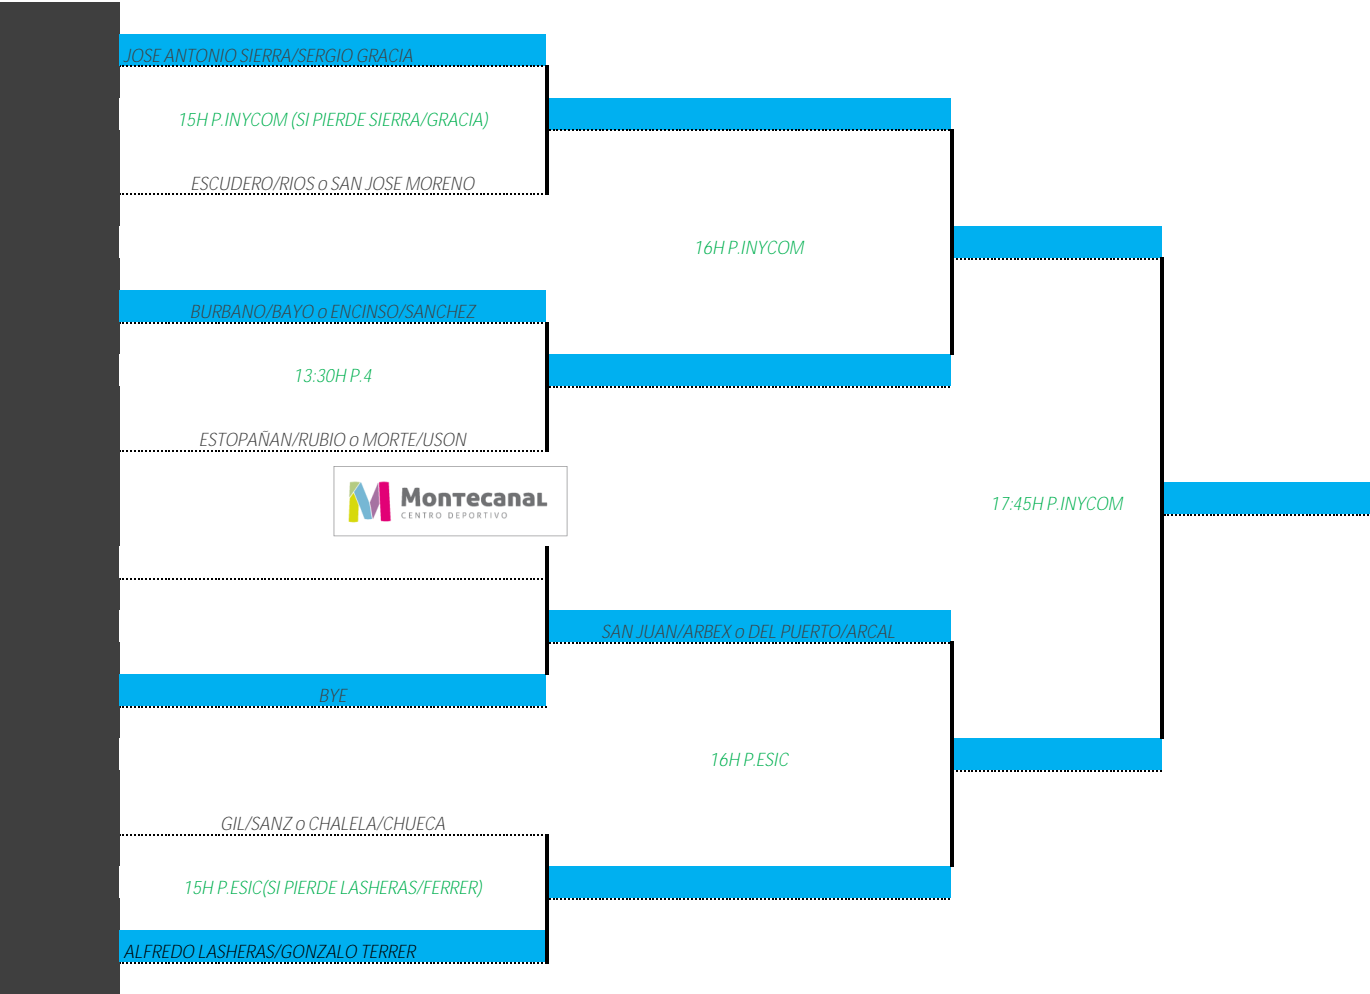 JOSE ANTONIO SIERRA/SERGIO GRACIA
15H P.INYCOM (SI PIERDE SIERRA/GRACIA)
ESCUDERO/RIOS o SAN JOSE MORENO
16H P.INYCOM
BURBANO/BAYO o ENCINSO/SANCHEZ
13:30H P.4
ESTOPAÑAN/RUBIO o MORTE/USON
Montecanal
CENTRO DEPORTIVO
17:45H P.INYCOM
SAN JUAN/ARBEX o DEL PUERTO/ARCAL
BYE
16H P.ESIC
GIL/SANZ o CHALELA/CHUECA
15H P.ESIC(SI PIERDE LASHERAS/FERRER)
ALFREDO LASHERAS/GONZALO TERRER